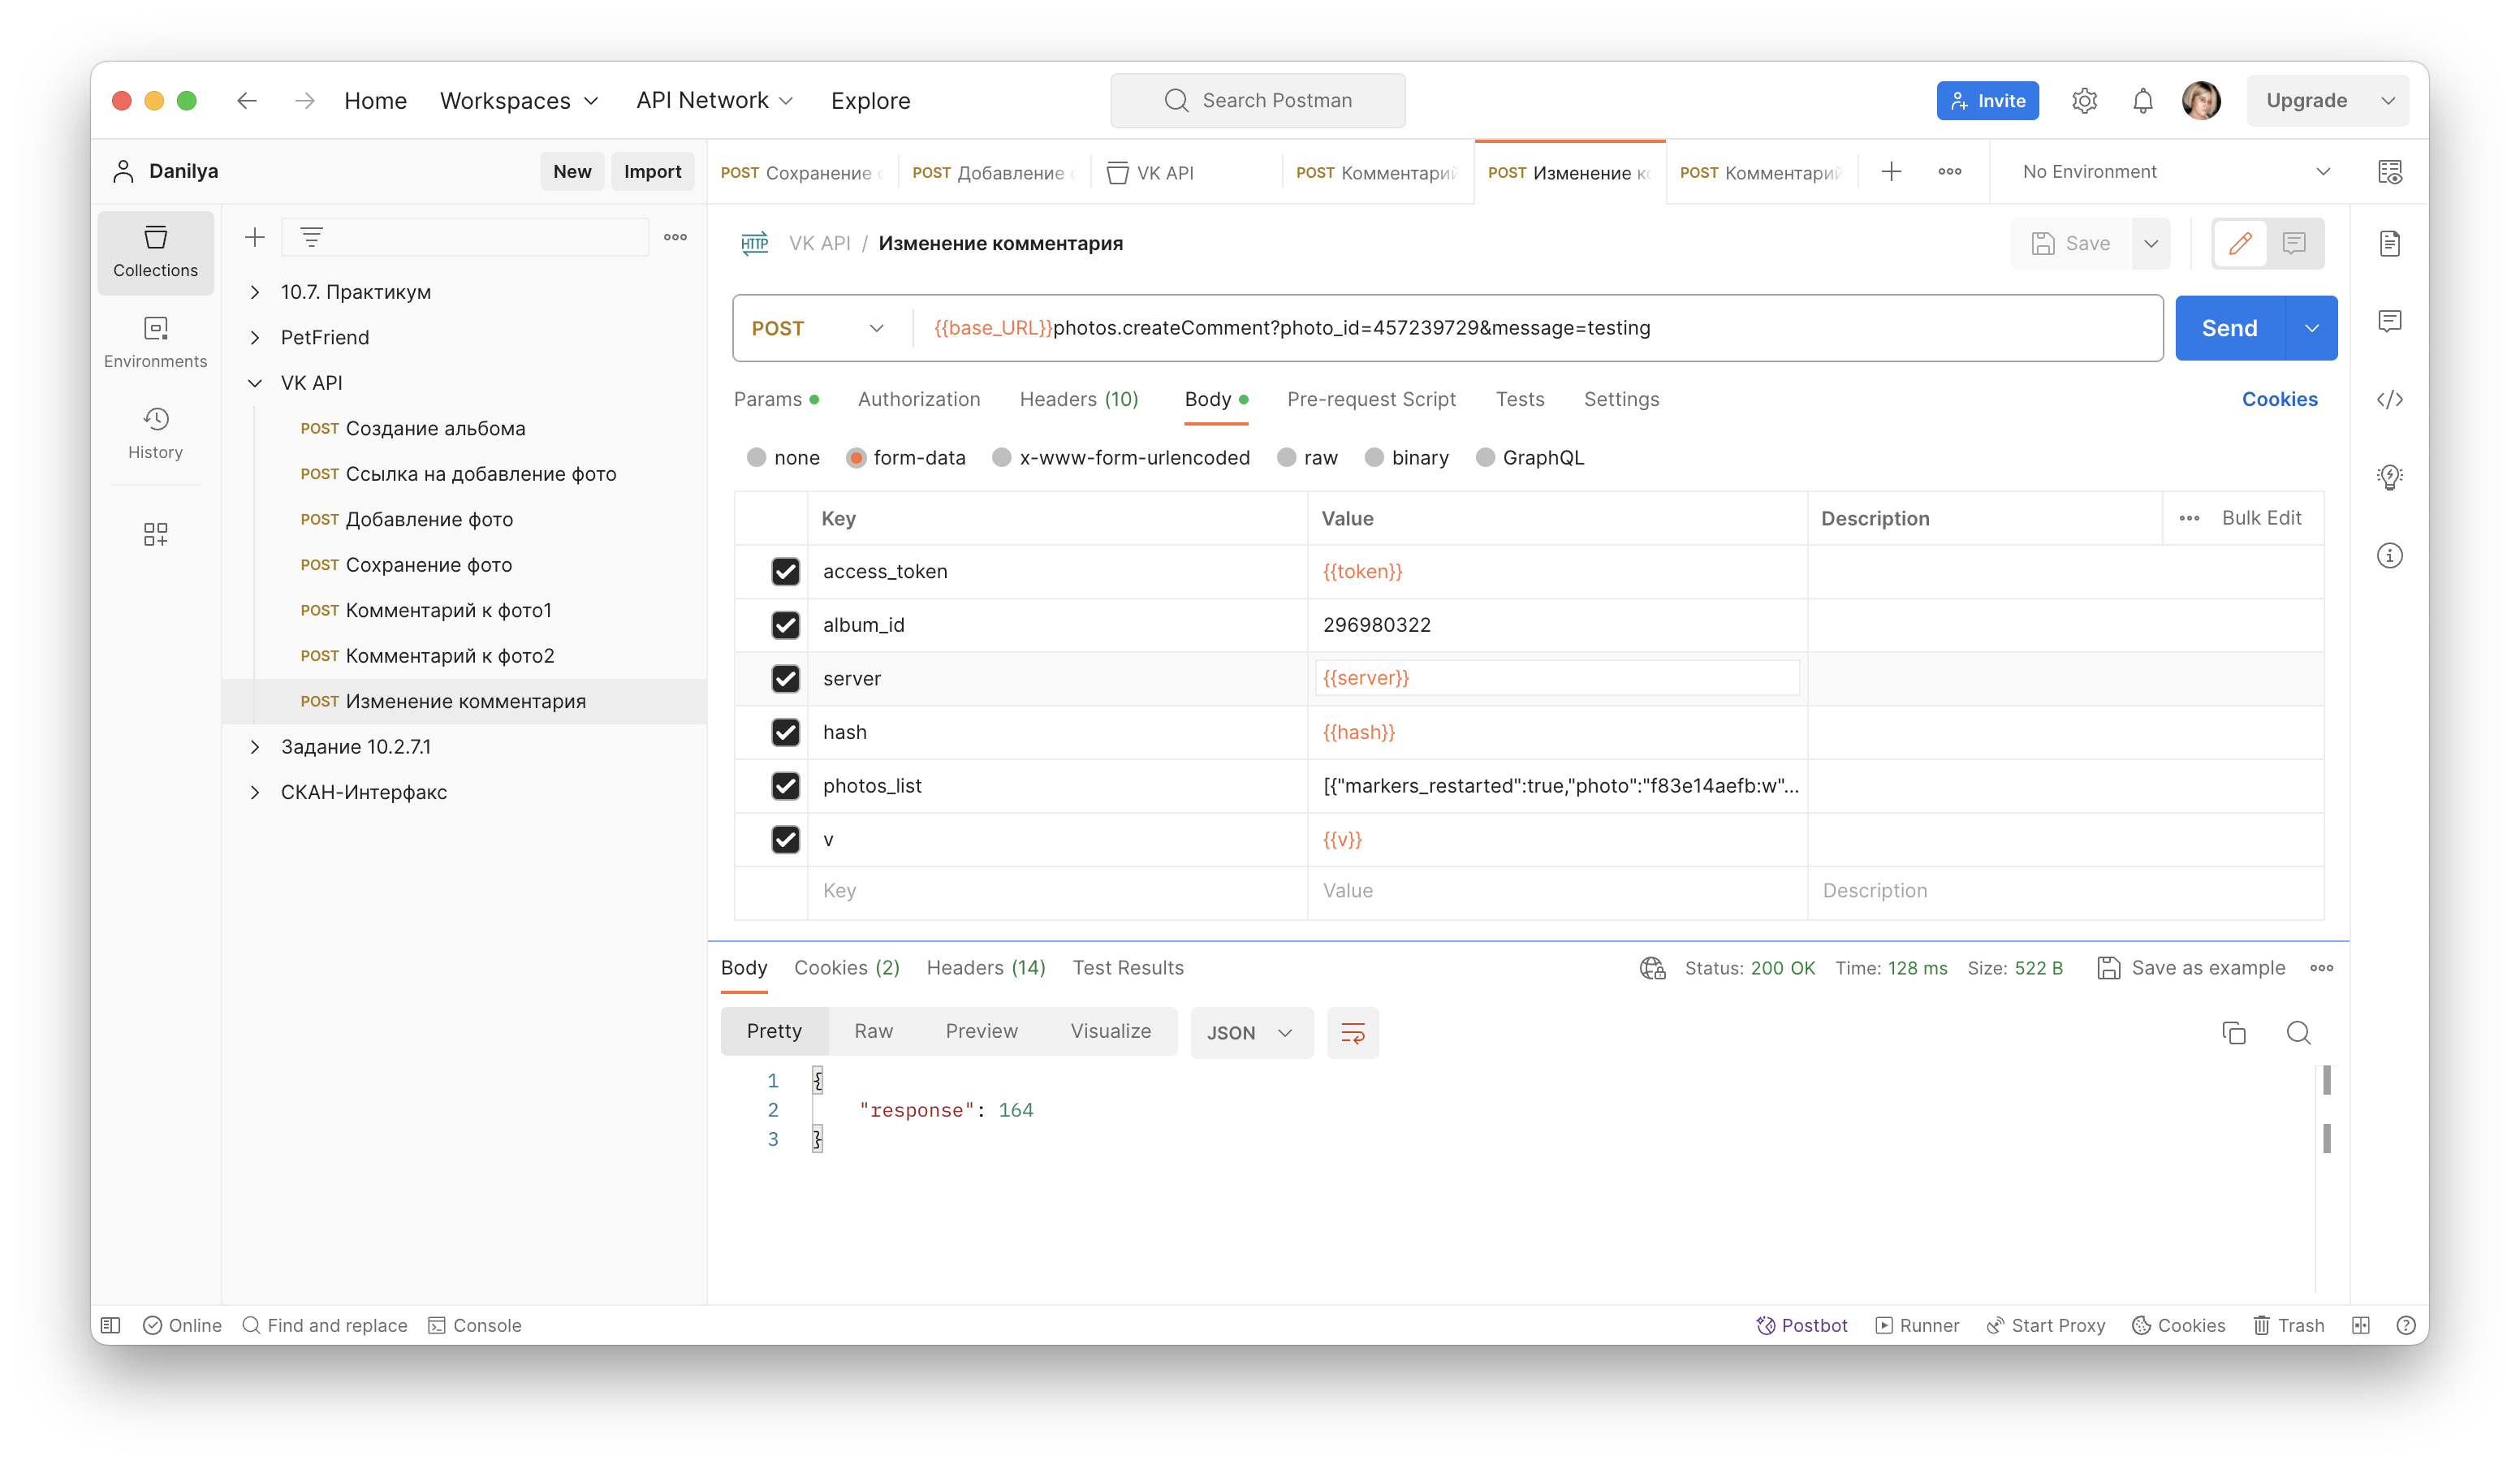 Home Workspaces API Network Explore Search Postman Invite Upgrade
Danilya New Import
POST Сохранение POST Добавление VK API POST Комментарий POST Изменение POST Комментарий No Environment
Collections
Environments
History
10.7. Практикум
PetFriend
VK API
POST Создание альбома
POST Ссылка на добавление фото
POST Добавление фото
POST Сохранение фото
POST Комментарий к фото1
POST Комментарий к фото2
POST Изменение комментария
Задание 10.2.7.1
СКАН-Интерфакс
HTTP VK API / Изменение комментария Save
POST {{base_URL}}photos.createComment?photo_id=457239729&message=testing Send
Params Authorization Headers (10) Body Pre-request Script Tests Settings Cookies
none form-data x-www-form-urlencoded raw binary GraphQL
Key Value Description Bulk Edit
access_token {{token}}
album_id 296980322
server {{server}}
hash {{hash}}
photos_list [{"markers_restarted":true,"photo":"f83e14aefb:w"...
v {{v}}
Key Value Description
Body Cookies (2) Headers (14) Test Results Status: 200 OK Time: 128 ms Size: 522 B Save as example
Pretty Raw Preview Visualize JSON
1 {
2 "response": 164
3 }
Online Find and replace Console Postbot Runner Start Proxy Cookies Trash